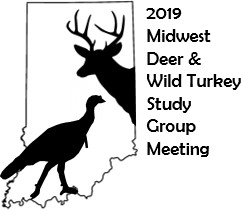 2019
Midwest
Deer &
Wild Turkey
Study
Group
Meeting